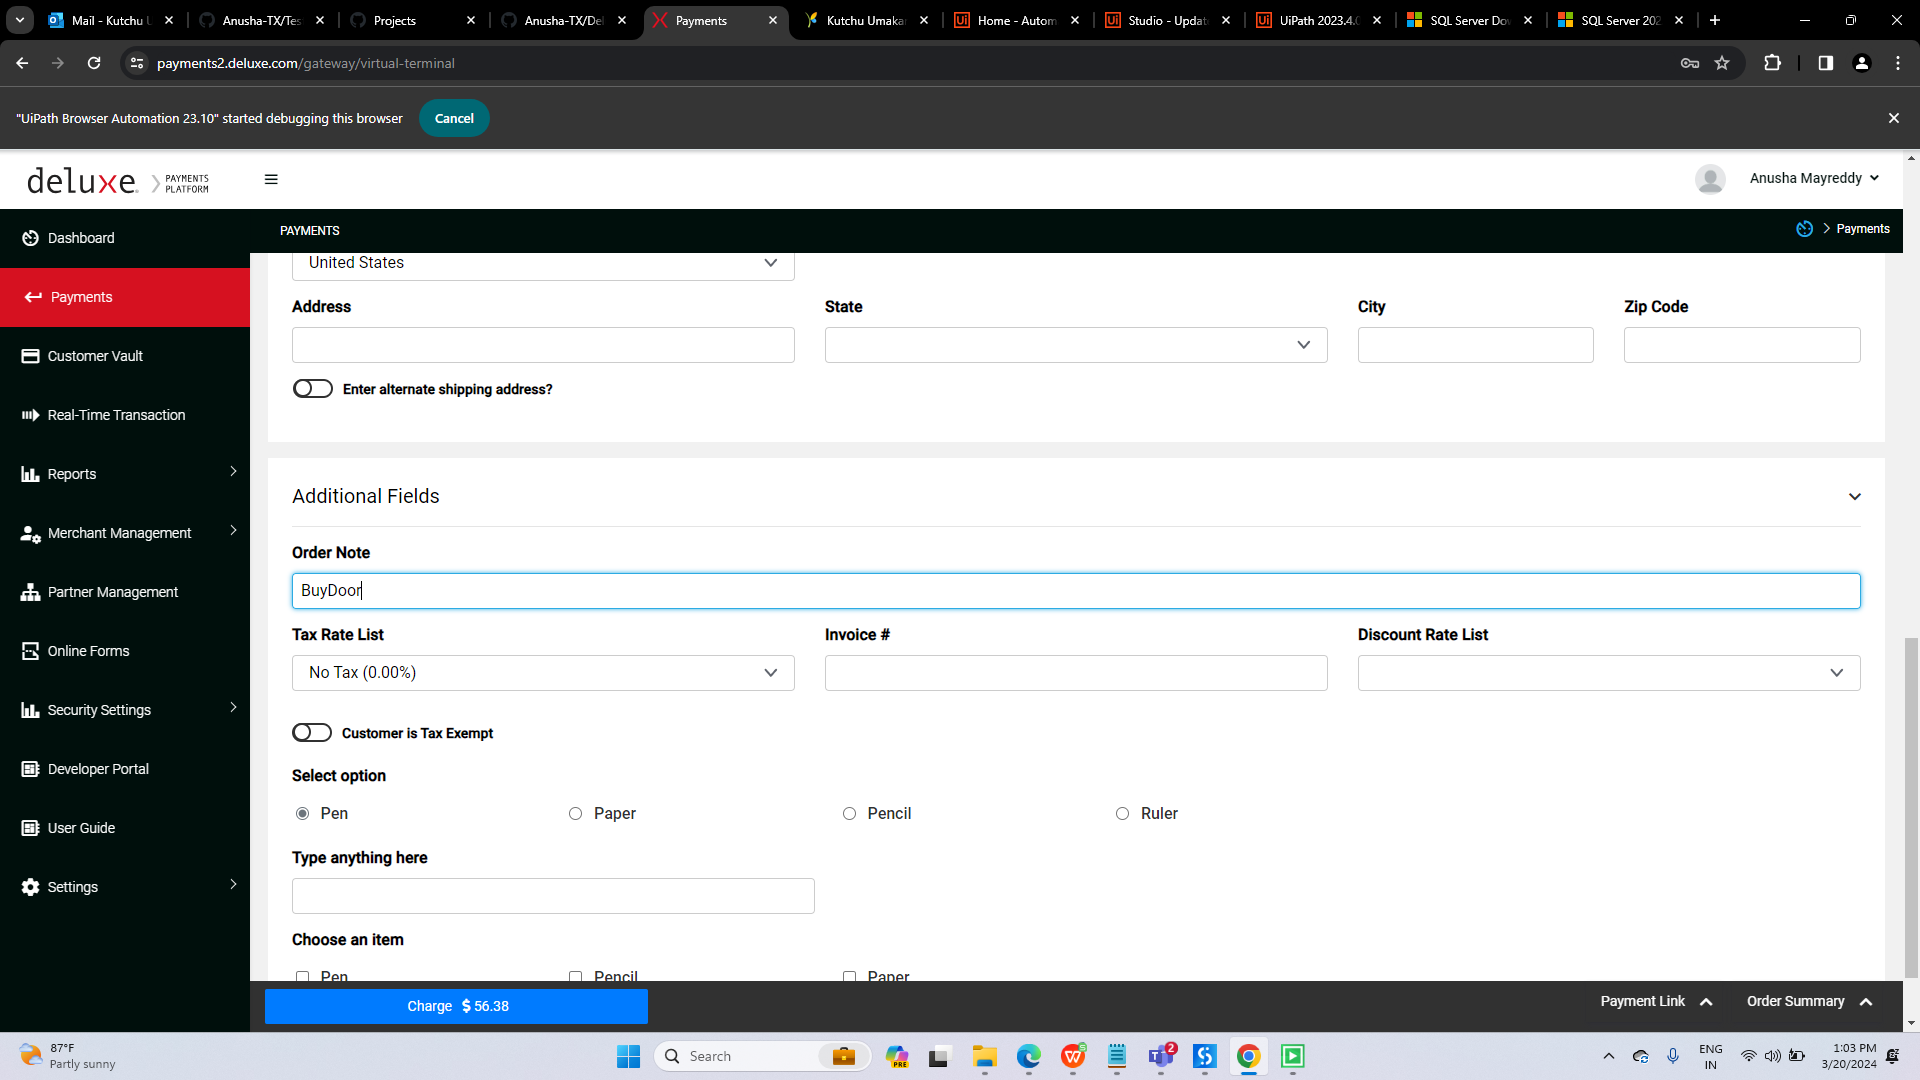 Mail - Kutchu U
Anusha-TX/Tes
Projects
Anusha-TX/Del
Payments
Kutchu Umakan
Home - Autom
Studio - Updat
UiPath 2023.4.0
SQL Server Dow
SQL Server 202
payments2.deluxe.com/gateway/virtual-terminal
"UiPath Browser Automation 23.10" started debugging this browser
Cancel
deluxe.
PAYMENTS
PLATFORM
Anusha Mayreddy
Dashboard
Payments
Customer Vault
Real-Time Transaction
Reports
Merchant Management
Partner Management
Online Forms
Security Settings
Developer Portal
User Guide
Settings
PAYMENTS
Payments
United States
Address
State
City
Zip Code
Enter alternate shipping address?
Additional Fields
Order Note
BuyDoor
Tax Rate List
Invoice #
Discount Rate List
No Tax (0.00%)
Customer is Tax Exempt
Select option
Pen
Paper
Pencil
Ruler
Type anything here
Choose an item
Pen
Pencil
Paper
Charge $ 56.38
Payment Link
Order Summary
87°F
Partly sunny
Search
PRE
2
ENG
IN
1:03 PM
3/20/2024